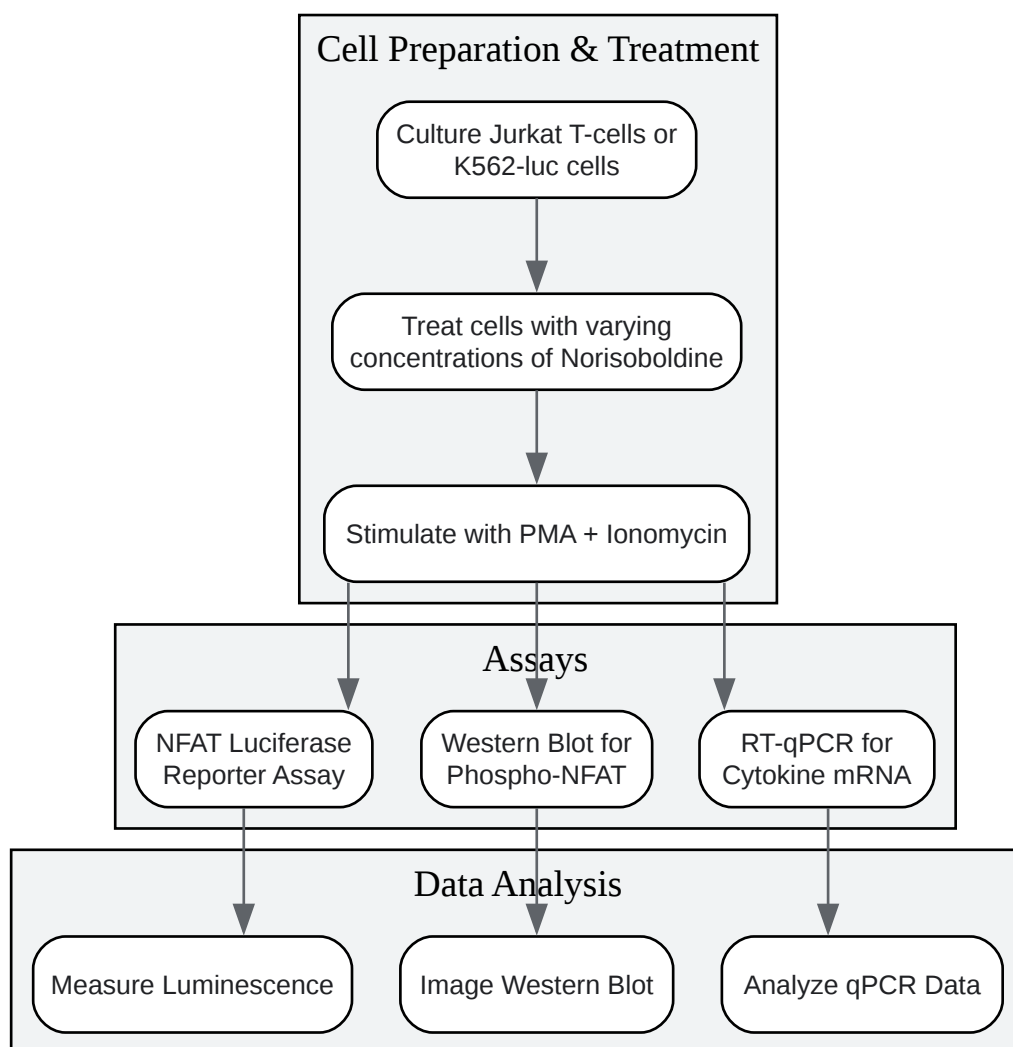 Cell Preparation & Treatment
Culture Jurkat T-cells or
K562-luc cells
Treat cells with varying
concentrations of Norisoboldine
Stimulate with PMA + Ionomycin
Assays
NFAT Luciferase
Reporter Assay
Western Blot for
Phospho-NFAT
RT-qPCR for
Cytokine mRNA
Data Analysis
Measure Luminescence
Image Western Blot
Analyze qPCR Data